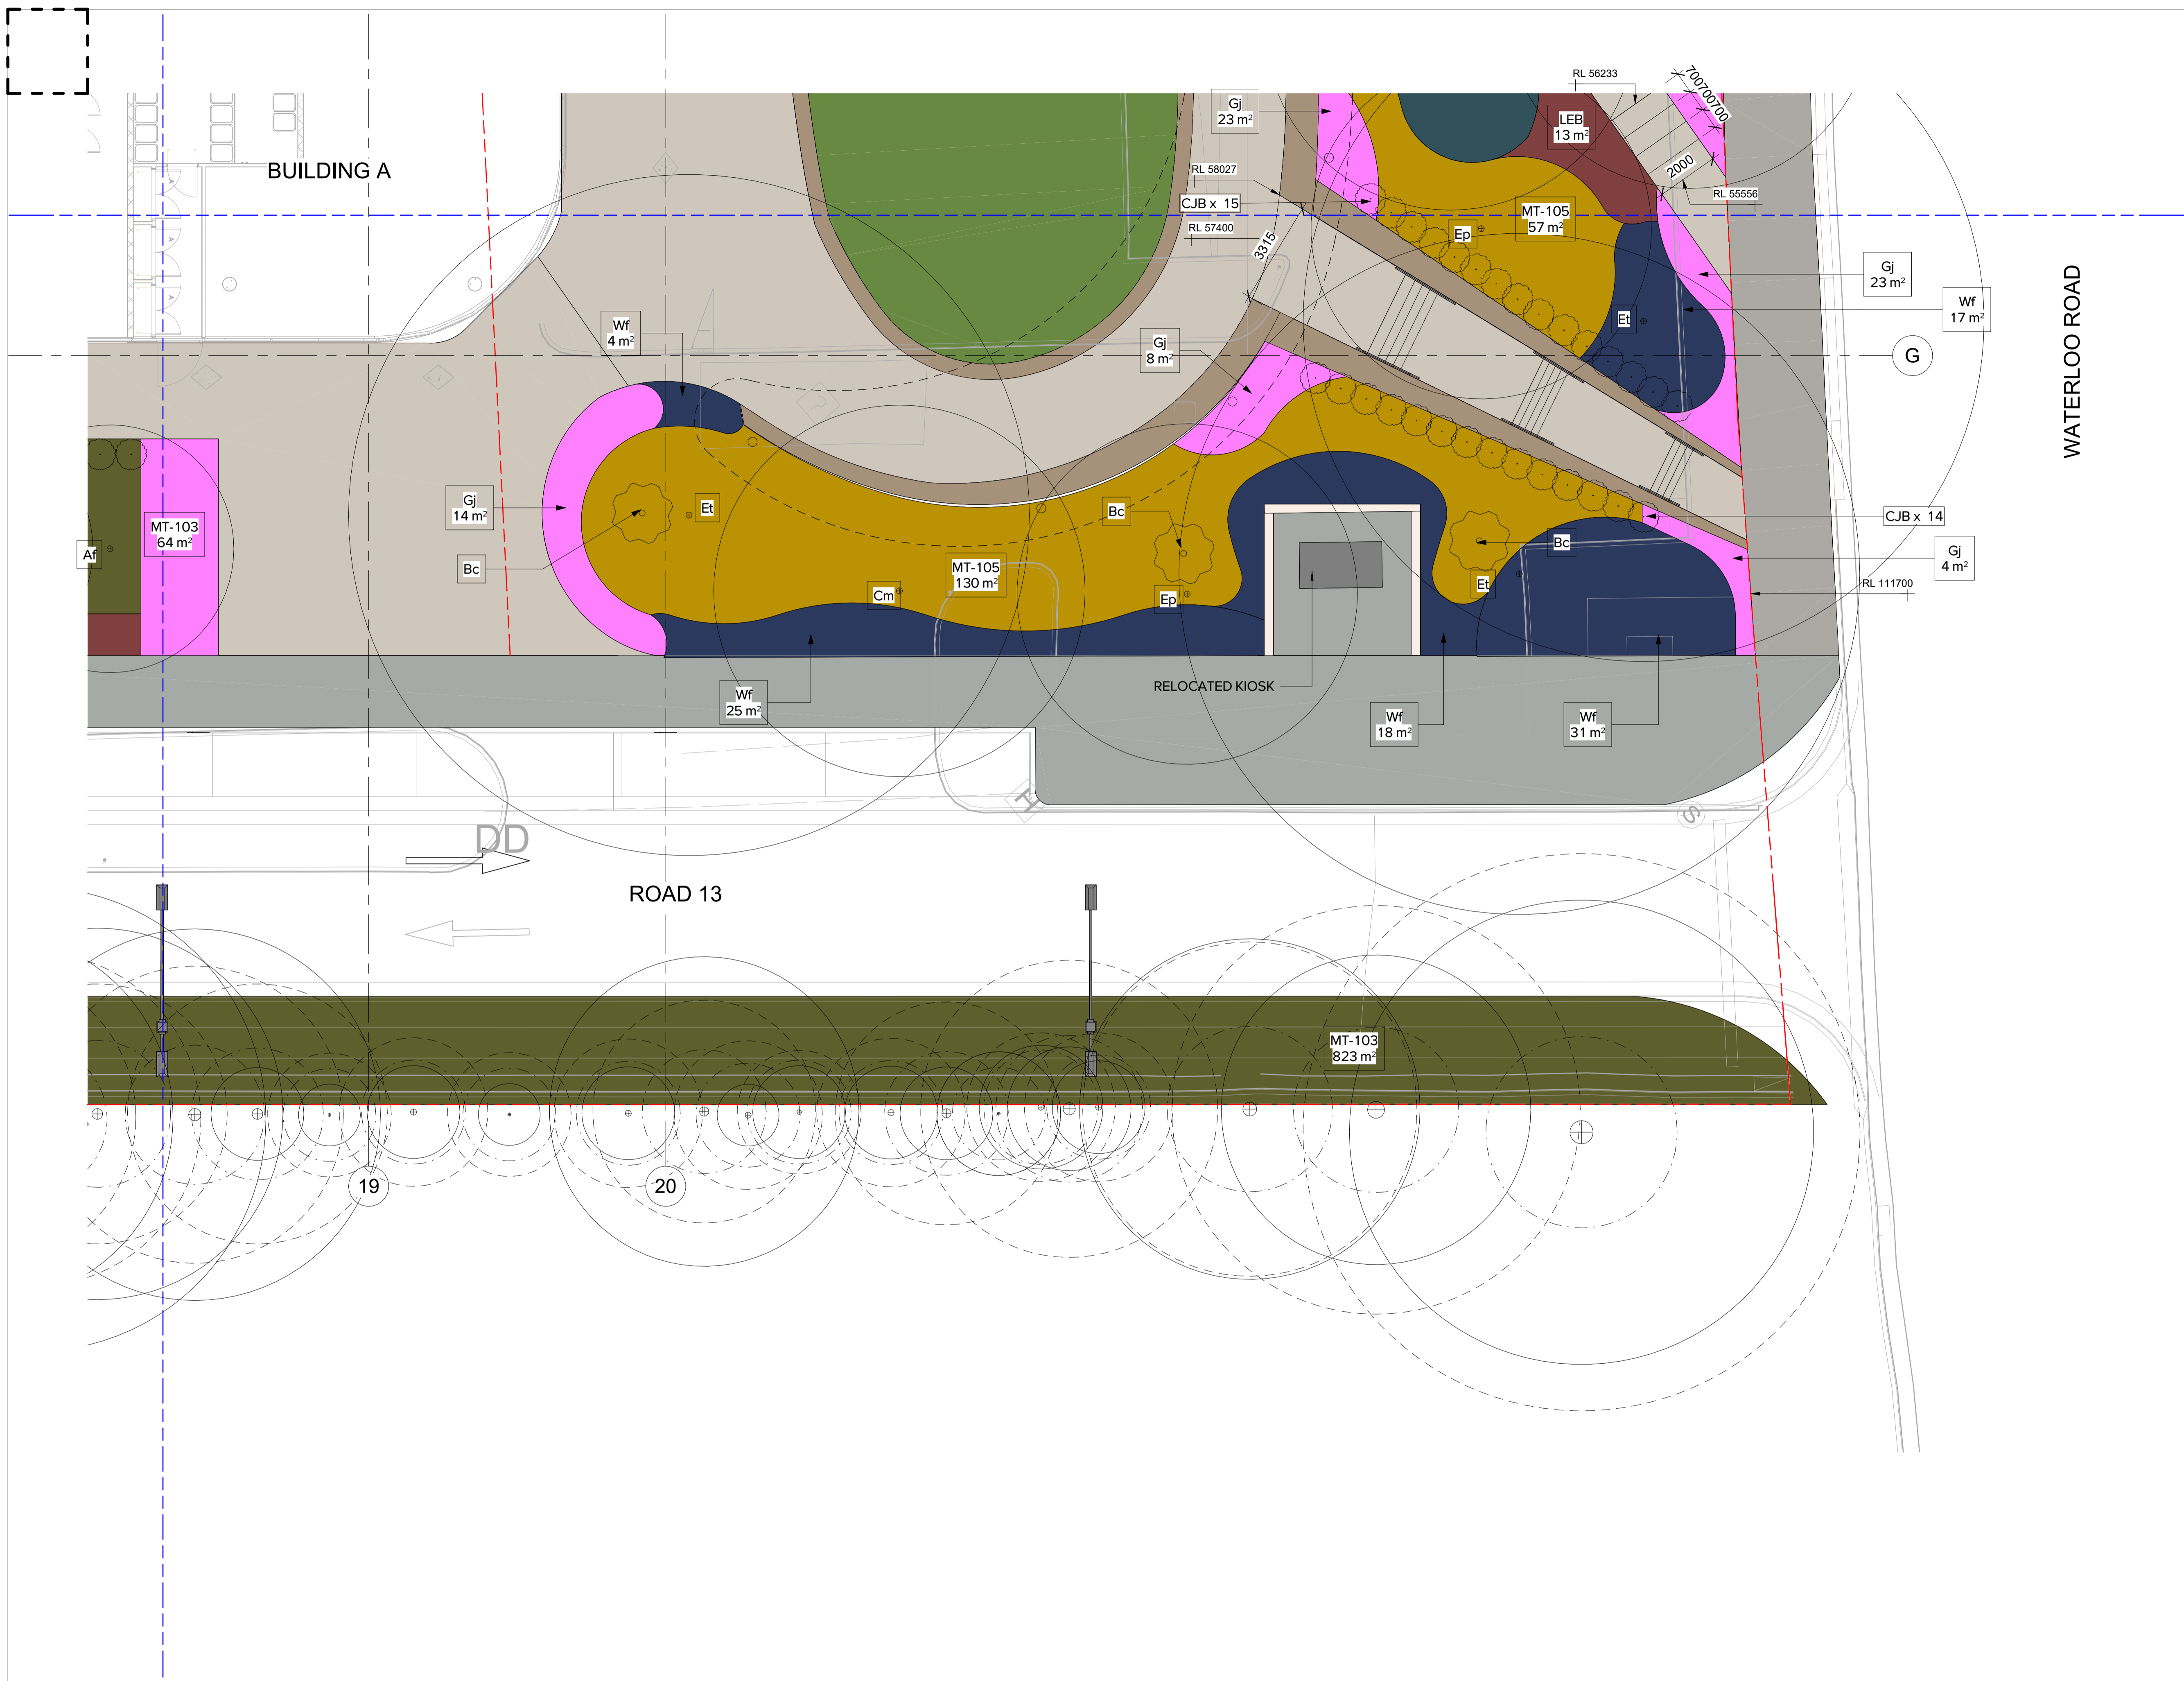 RL 56233
700700700
Gj
23 m²
LEB
13 m²
BUILDING A
RL 58027
2000
RL 55556
CJB x 15
MT-105
57 m²
RL 57400
Ep
3315
Gj
23 m²
Wf
17 m²
WATERLOO ROAD
Wf
4 m²
Et
Gj
8 m²
G
Gj
14 m²
Et
Bc
CJB x 14
MT-103
64 m²
Af
Bc
Bc
Gj
4 m²
MT-105
130 m²
Et
RL 111700
Cm
Ep
RELOCATED KIOSK
Wf
25 m²
Wf
18 m²
Wf
31 m²
H
S
DD
ROAD 13
MT-103
823 m²
19
20